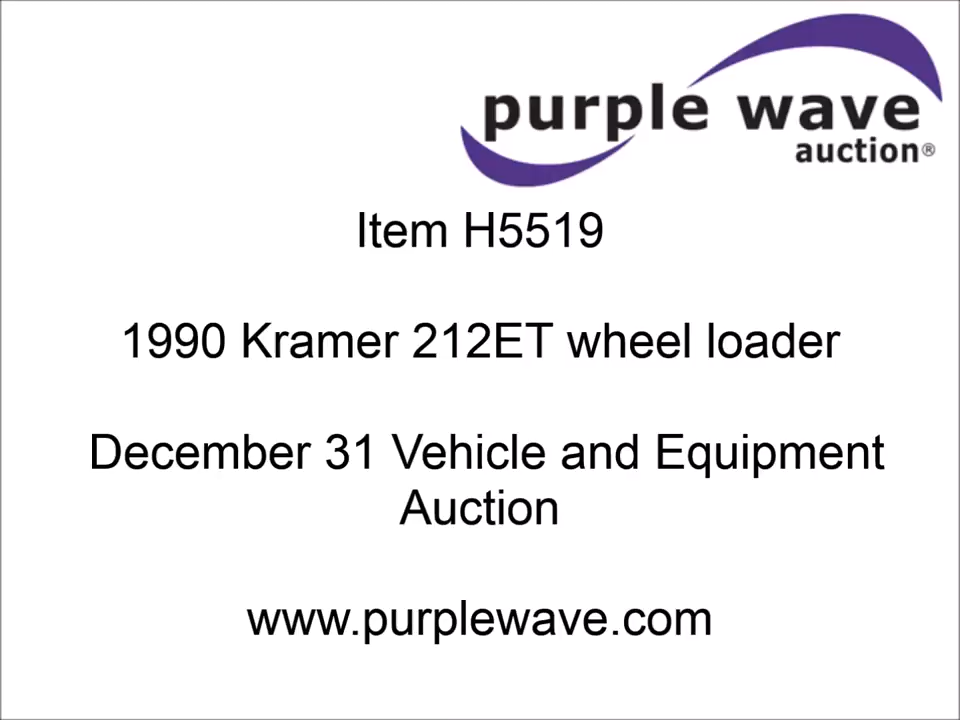 purple wave
auction®
Item H5519
1990 Kramer 212ET wheel loader
December 31 Vehicle and Equipment
Auction
www.purplewave.com